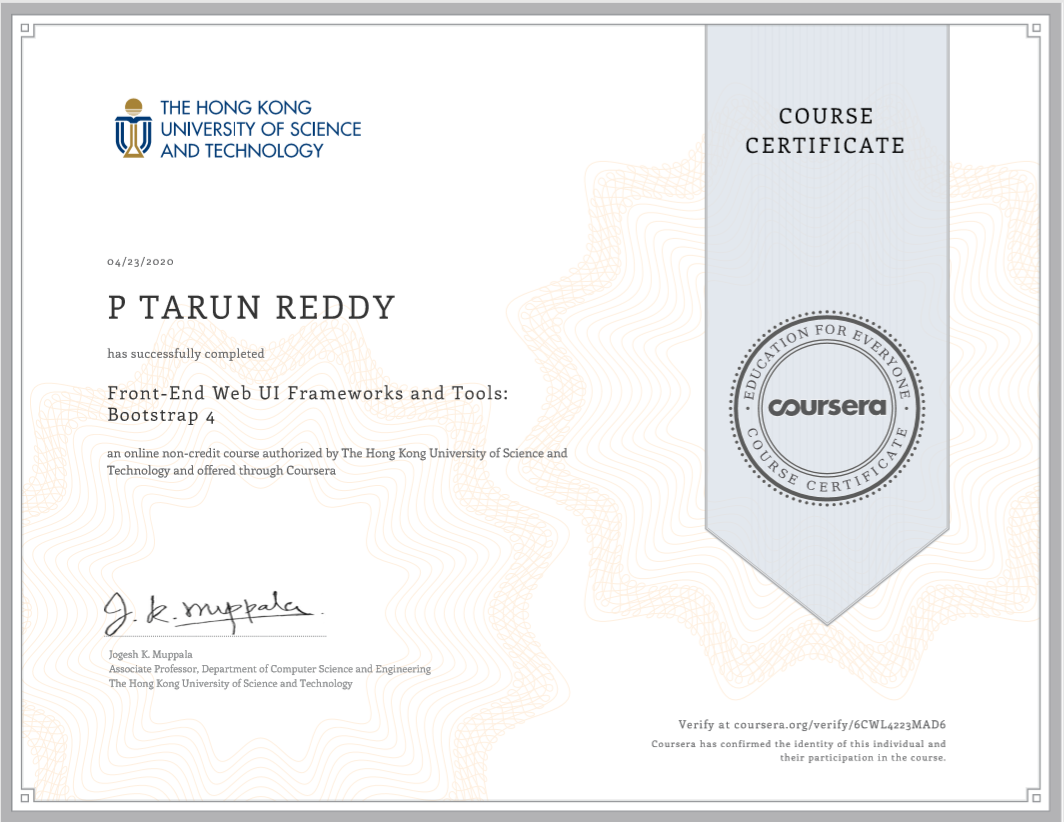 THE HONG KONG
UNIVERSITY OF SCIENCE
AND TECHNOLOGY
COURSE
CERTIFICATE
04/23/2020
P TARUN REDDY
has successfully completed
Front-End Web UI Frameworks and Tools:
Bootstrap 4
an online non-credit course authorized by The Hong Kong University of Science and
Technology and offered through Coursera
EDUCATION FOR EVERYONE
coursera
COURSE CERTIFICATE
J. K. Muppala
Jogesh K. Muppala
Associate Professor, Department of Computer Science and Engineering
The Hong Kong University of Science and Technology
Verify at coursera.org/verify/6CWL4223MAD6
Coursera has confirmed the identity of this individual and
their participation in the course.